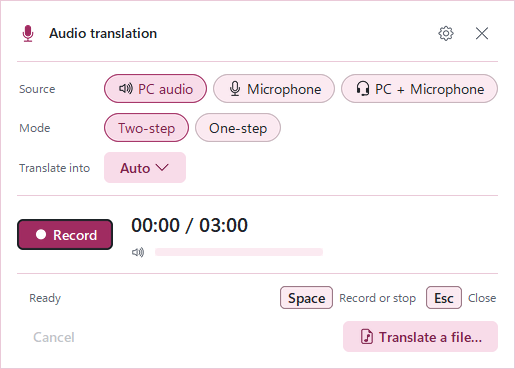 Audio translation
Source PC audio Microphone PC + Microphone
Mode Two-step One-step
Translate into Auto
Record 00:00 / 03:00
Ready Space Record or stop Esc Close
Cancel Translate a file...